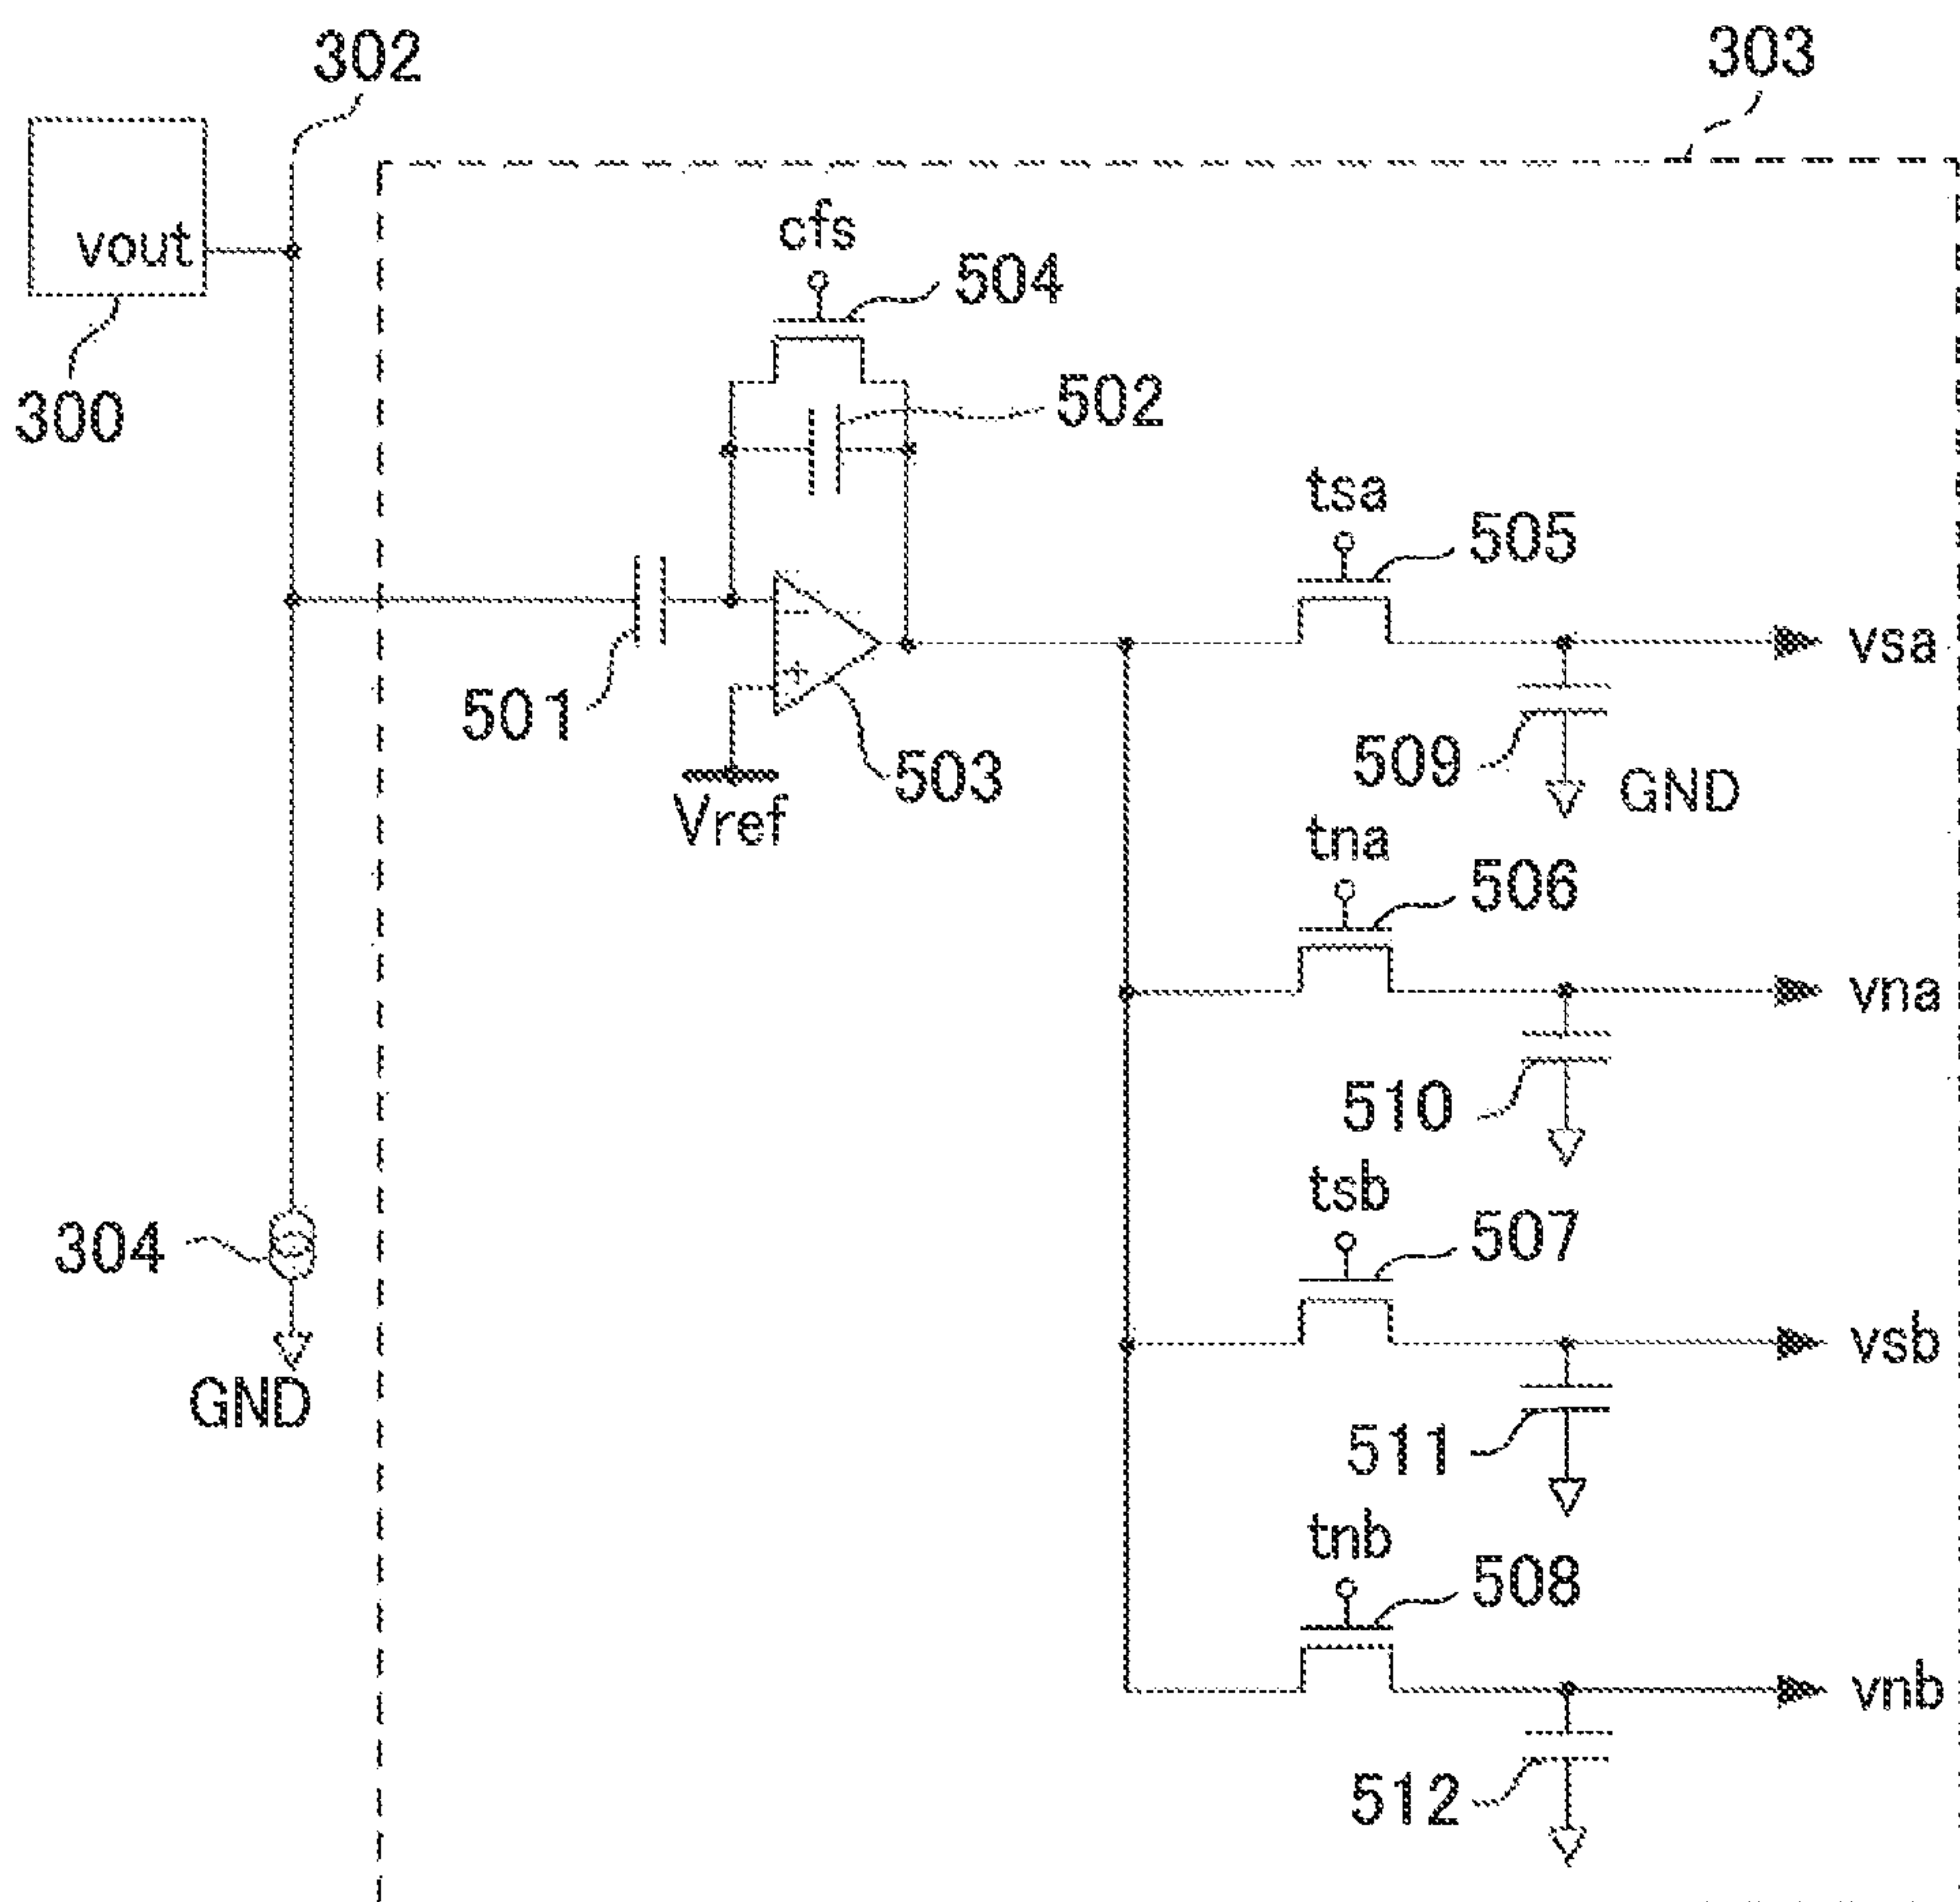 302
303
vout
300
cfs
504
502
501
503
Vref
tsa
505
vsa
509
GND
tna
506
vna
510
tsb
507
304
vsb
GND
511
tnb
508
vnb
512